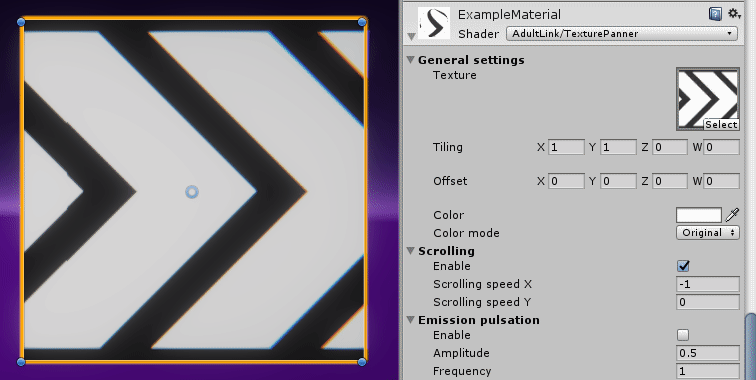 ExampleMaterial
Shader AdultLink/TexturePanner
General settings
Texture
Select
Tiling X 1 Y 1 Z 0 W 0
Offset X 0 Y 0 Z 0 W 0
Color
Color mode Original
Scrolling
Enable
Scrolling speed X -1
Scrolling speed Y 0
Emission pulsation
Enable
Amplitude 0.5
Frequency 1